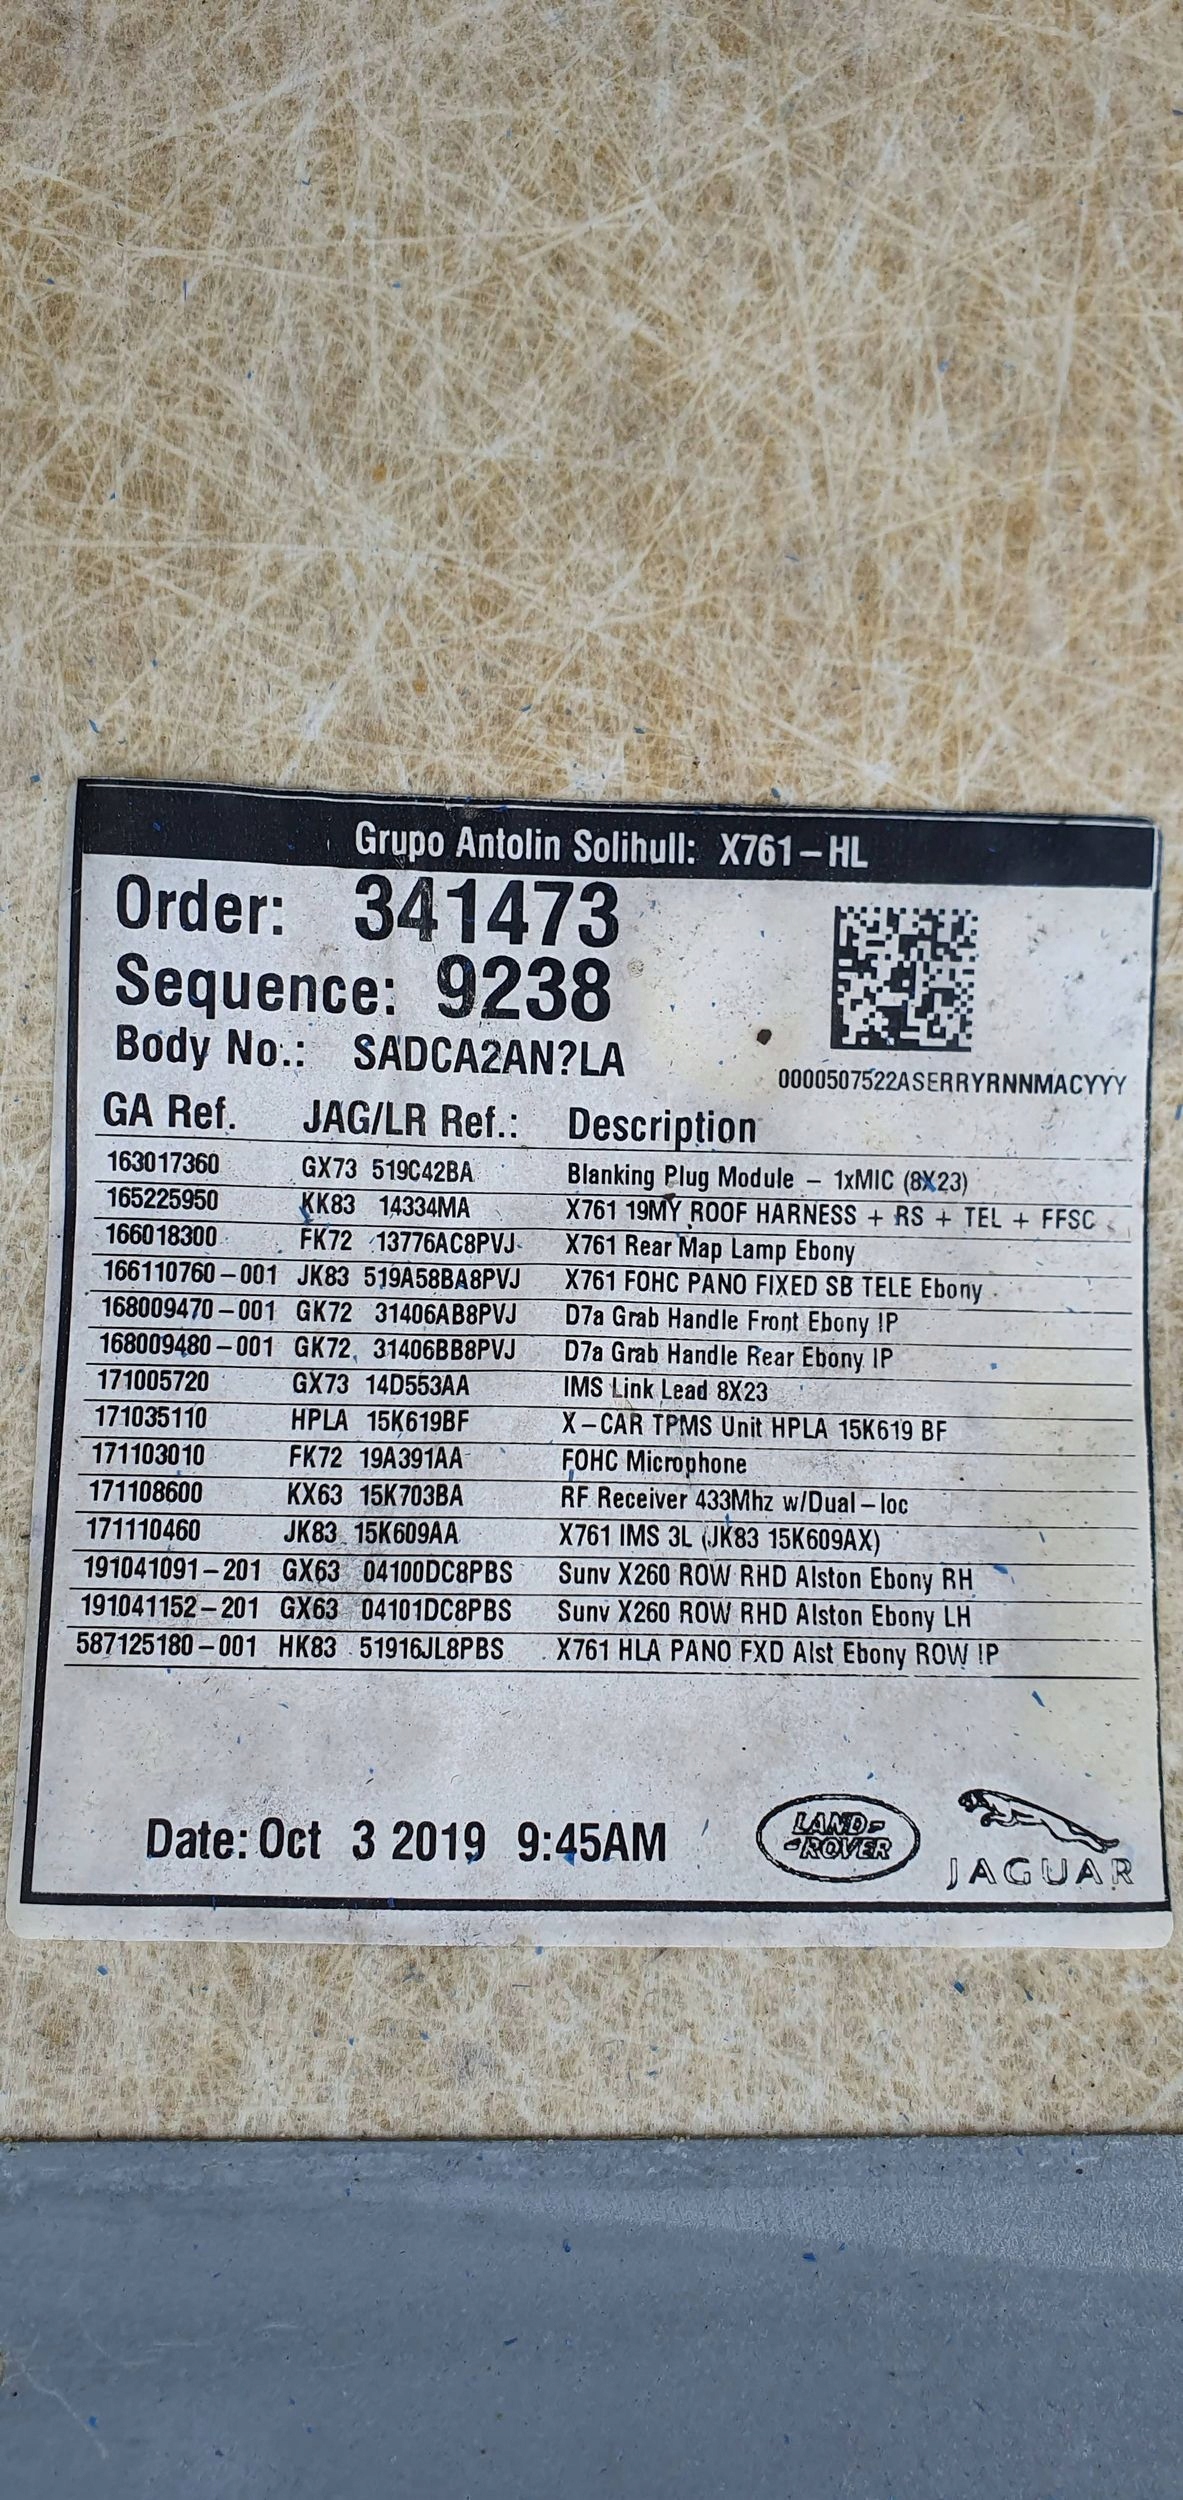 Grupo Antolin Solihull: X761-HL
Order: 341473
Sequence: 9238
Body No.: SADCA2AN?LA
0000507522ASERRYRNNMACYYY
GA Ref. JAG/LR Ref.: Description
163017360 GX73 519C42BA Blanking Plug Module - 1xMIC (8X23)
165225950 KK83 14334MA X761 19MY ROOF HARNESS + RS + TEL + FFSC
166018300 FK72 13776AC8PVJ X761 Rear Map Lamp Ebony
166110760-001 JK83 519A58BA8PVJ X761 FOHC PANO FIXED SB TELE Ebony
168009470-001 GK72 31406AB8PVJ D7a Grab Handle Front Ebony IP
168009480-001 GK72 31406BB8PVJ D7a Grab Handle Rear Ebony IP
171005720 GX73 14D553AA IMS Link Lead 8X23
171035110 HPLA 15K619BF X-CAR TPMS Unit HPLA 15K619 BF
171103010 FK72 19A391AA FOHC Microphone
171108600 KX63 15K703BA RF Receiver 433Mhz w/Dual-loc
171110460 JK83 15K609AA X761 IMS 3L (JK83 15K609AX)
191041091-201 GX63 04100DC8PBS Sunv X260 ROW RHD Alston Ebony RH
191041152-201 GX63 04101DC8PBS Sunv X260 ROW RHD Alston Ebony LH
587125180-001 HK83 51916JL8PBS X761 HLA PANO FXD Alst Ebony ROW IP
Date: Oct 3 2019 9:45AM
LAND-
-ROVER
JAGUAR